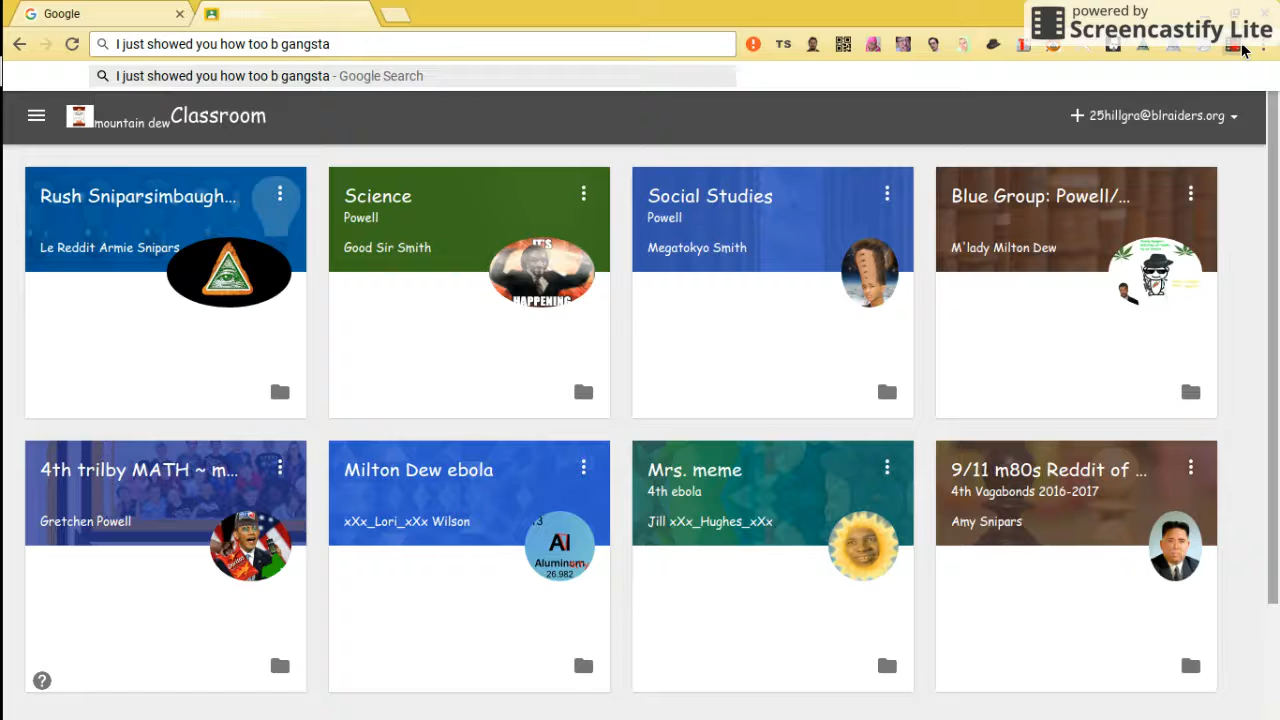 Google
powered by
Screencastify Lite
I just showed you how too b gangsta
TS
I just showed you how too b gangsta - Google Search
mountain dewClassroom
25hillgra@blraiders.org
Rush Sniparsimbaugh...
Le Reddit Armie Snipars
Science
Powell
Good Sir Smith
IT'S
HAPPENING
Social Studies
Powell
Megatokyo Smith
Blue Group: Powell/...
M'lady Milton Dew
4th trilby MATH ~ m...
Gretchen Powell
Milton Dew ebola
xXx_Lori_xXx Wilson
13
Al
Aluminum
26.982
Mrs. meme
4th ebola
Jill xXx_Hughes_xXx
9/11 m80s Reddit of ...
4th Vagabonds 2016-2017
Amy Snipars